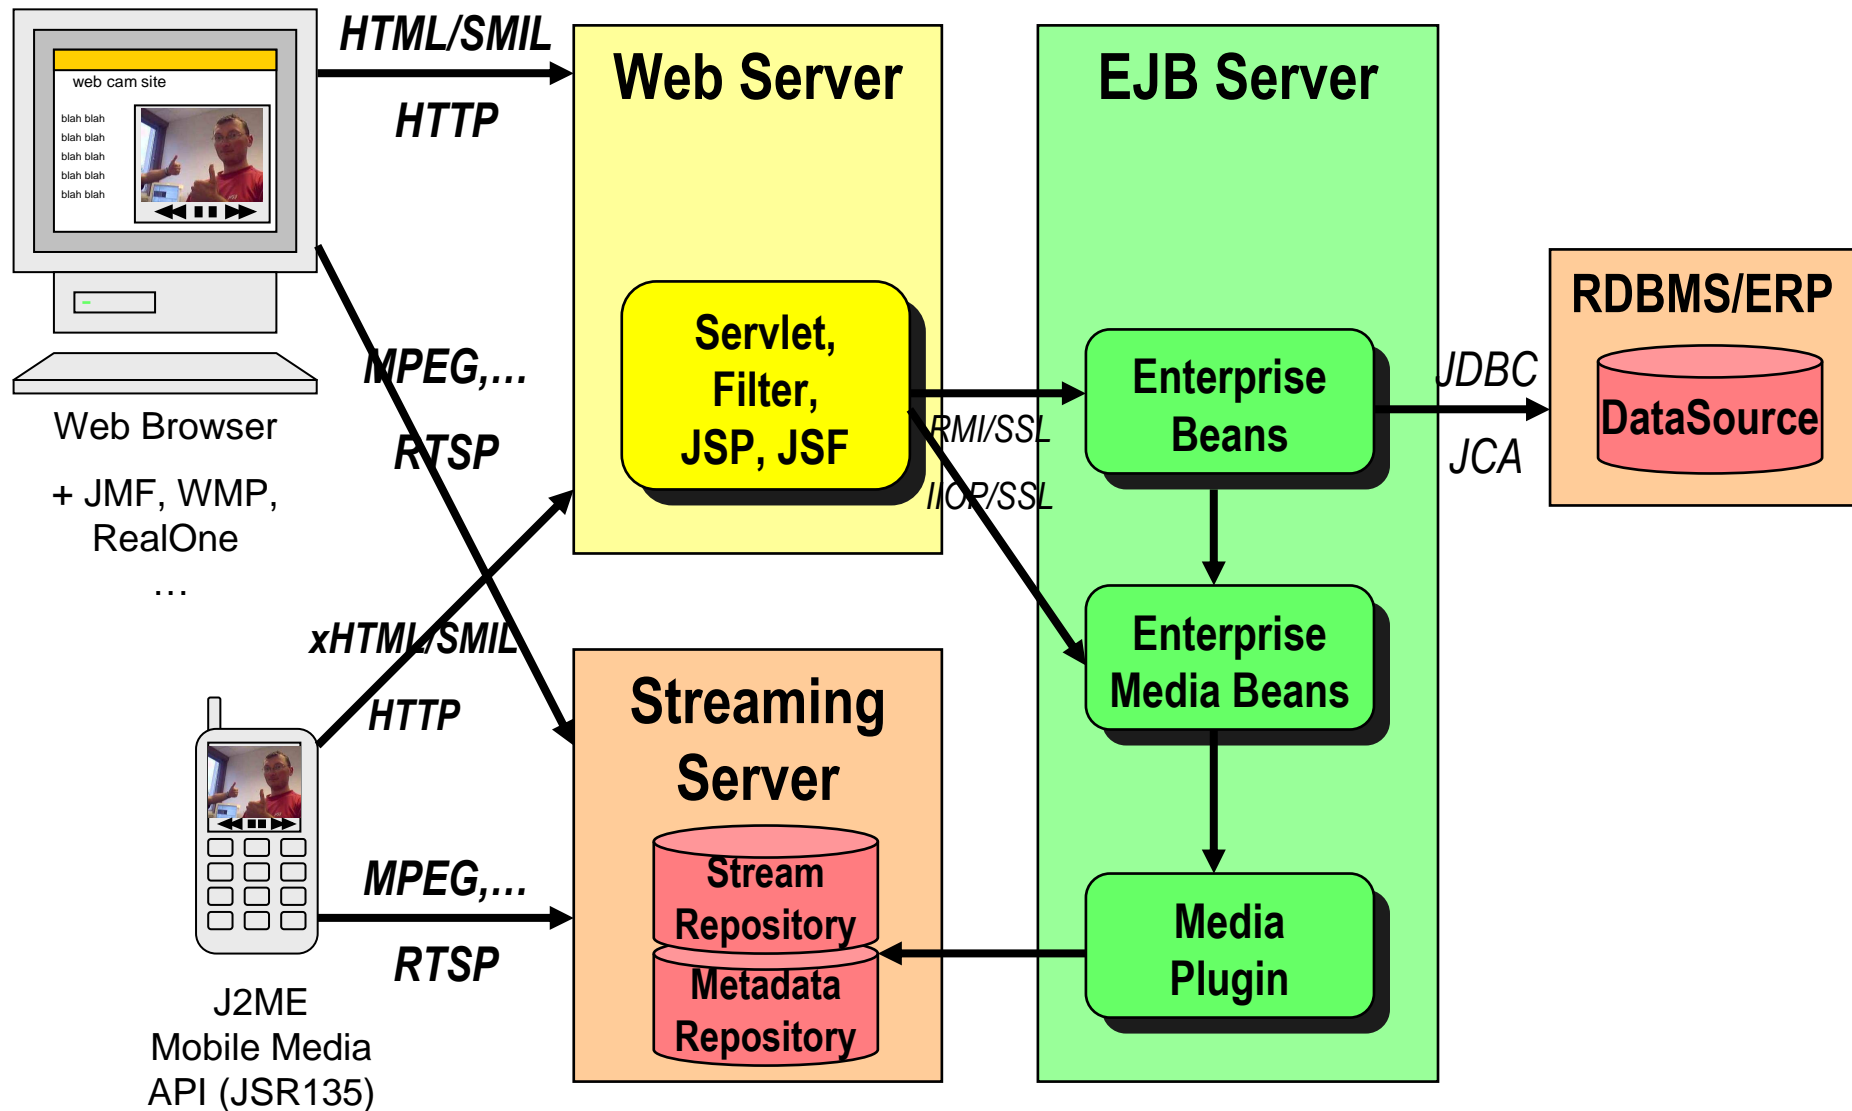 web cam site
blah blah
blah blah
blah blah
blah blah
blah blah
Web Browser
+ JMF, WMP,
RealOne
…
J2ME
Mobile Media
API (JSR135)
HTML/SMIL
HTTP
MPEG,…
RTSP
xHTML/SMIL
HTTP
MPEG,…
RTSP
Web Server
Servlet,
Filter,
JSP, JSF
Streaming
Server
Stream
Repository
Metadata
Repository
RMI/SSL
IIOP/SSL
EJB Server
Enterprise
Beans
Enterprise
Media Beans
Media
Plugin
JDBC
JCA
RDBMS/ERP
DataSource